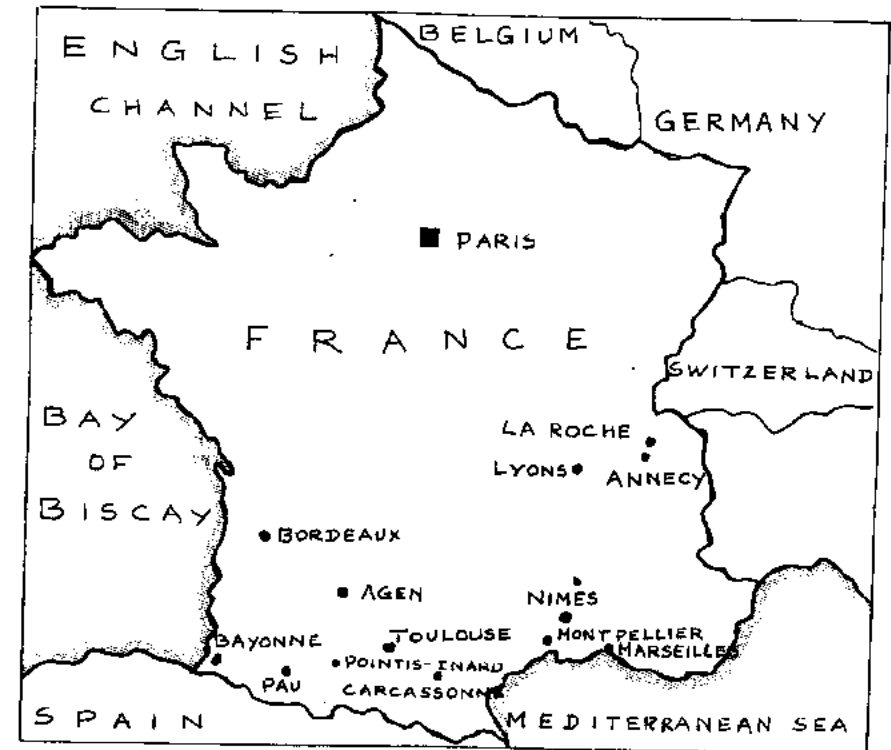 ENGLISH
CHANNEL
BELGIUM
GERMANY
PARIS
FRANCE
SWITZERLAND
BAY
OF
BISCAY
LA ROCHE
LYONS
ANNECY
BORDEAUX
AGEN
NIMES
BAYONNE
TOULOUSE
MONTPELLIER
MARSEILLES
POINTIS-INARD
PAU
CARCASSONNE
SPAIN
MEDITERRANEAN SEA